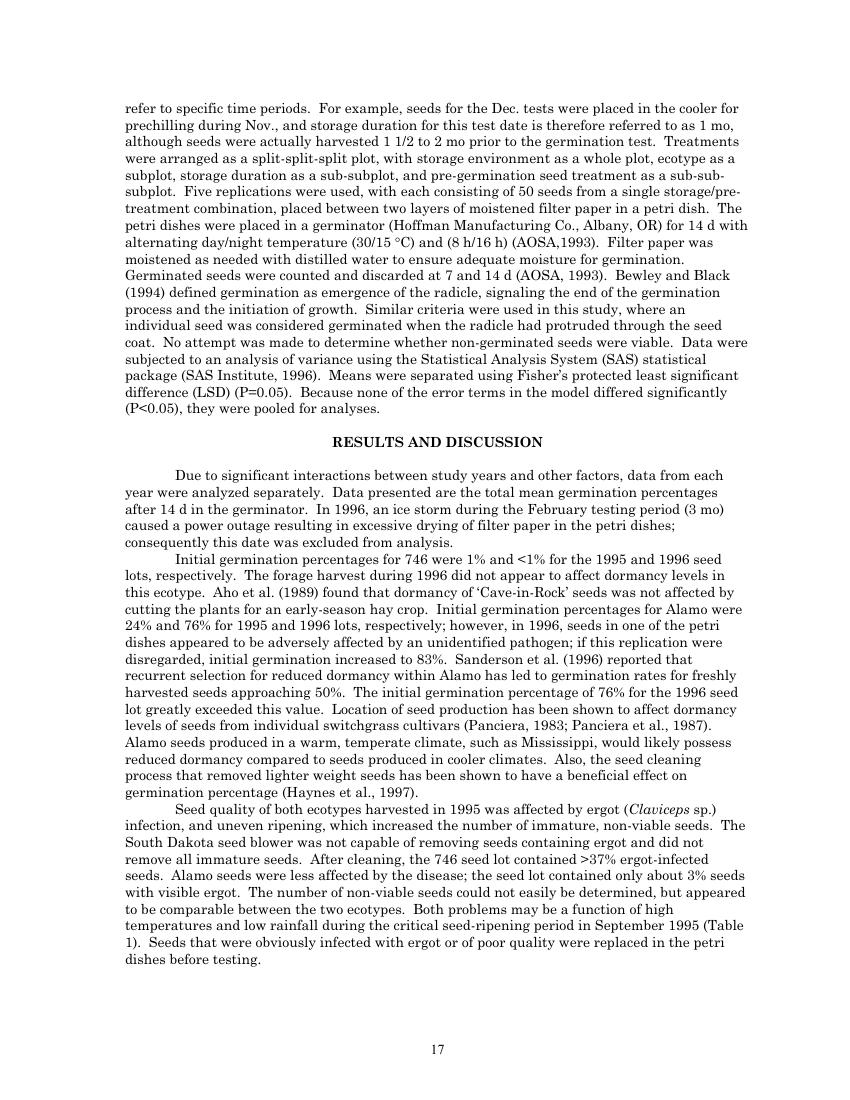 refer to specific time periods.  For example, seeds for the Dec. tests were placed in the cooler for
prechilling during Nov., and storage duration for this test date is therefore referred to as 1 mo,
although seeds were actually harvested 1 1/2 to 2 mo prior to the germination test.  Treatments
were arranged as a split-split-split plot, with storage environment as a whole plot, ecotype as a
subplot, storage duration as a sub-subplot, and pre-germination seed treatment as a sub-sub-
subplot.  Five replications were used, with each consisting of 50 seeds from a single storage/pre-
treatment combination, placed between two layers of moistened filter paper in a petri dish.  The
petri dishes were placed in a germinator (Hoffman Manufacturing Co., Albany, OR) for 14 d with
alternating day/night temperature (30/15 °C) and (8 h/16 h) (AOSA,1993).  Filter paper was
moistened as needed with distilled water to ensure adequate moisture for germination.
Germinated seeds were counted and discarded at 7 and 14 d (AOSA, 1993).  Bewley and Black
(1994) defined germination as emergence of the radicle, signaling the end of the germination
process and the initiation of growth.  Similar criteria were used in this study, where an
individual seed was considered germinated when the radicle had protruded through the seed
coat.  No attempt was made to determine whether non-germinated seeds were viable.  Data were
subjected to an analysis of variance using the Statistical Analysis System (SAS) statistical
package (SAS Institute, 1996).  Means were separated using Fisher's protected least significant
difference (LSD) (P=0.05).  Because none of the error terms in the model differed significantly
(P<0.05), they were pooled for analyses.
RESULTS AND DISCUSSION
Due to significant interactions between study years and other factors, data from each
year were analyzed separately.  Data presented are the total mean germination percentages
after 14 d in the germinator.  In 1996, an ice storm during the February testing period (3 mo)
caused a power outage resulting in excessive drying of filter paper in the petri dishes;
consequently this date was excluded from analysis.
Initial germination percentages for 746 were 1% and <1% for the 1995 and 1996 seed
lots, respectively.  The forage harvest during 1996 did not appear to affect dormancy levels in
this ecotype.  Aho et al. (1989) found that dormancy of 'Cave-in-Rock' seeds was not affected by
cutting the plants for an early-season hay crop.  Initial germination percentages for Alamo were
24% and 76% for 1995 and 1996 lots, respectively; however, in 1996, seeds in one of the petri
dishes appeared to be adversely affected by an unidentified pathogen; if this replication were
disregarded, initial germination increased to 83%.  Sanderson et al. (1996) reported that
recurrent selection for reduced dormancy within Alamo has led to germination rates for freshly
harvested seeds approaching 50%.  The initial germination percentage of 76% for the 1996 seed
lot greatly exceeded this value.  Location of seed production has been shown to affect dormancy
levels of seeds from individual switchgrass cultivars (Panciera, 1983; Panciera et al., 1987).
Alamo seeds produced in a warm, temperate climate, such as Mississippi, would likely possess
reduced dormancy compared to seeds produced in cooler climates.  Also, the seed cleaning
process that removed lighter weight seeds has been shown to have a beneficial effect on
germination percentage (Haynes et al., 1997).
Seed quality of both ecotypes harvested in 1995 was affected by ergot (Claviceps sp.)
infection, and uneven ripening, which increased the number of immature, non-viable seeds.  The
South Dakota seed blower was not capable of removing seeds containing ergot and did not
remove all immature seeds.  After cleaning, the 746 seed lot contained >37% ergot-infected
seeds.  Alamo seeds were less affected by the disease; the seed lot contained only about 3% seeds
with visible ergot.  The number of non-viable seeds could not easily be determined, but appeared
to be comparable between the two ecotypes.  Both problems may be a function of high
temperatures and low rainfall during the critical seed-ripening period in September 1995 (Table
1).  Seeds that were obviously infected with ergot or of poor quality were replaced in the petri
dishes before testing.
17